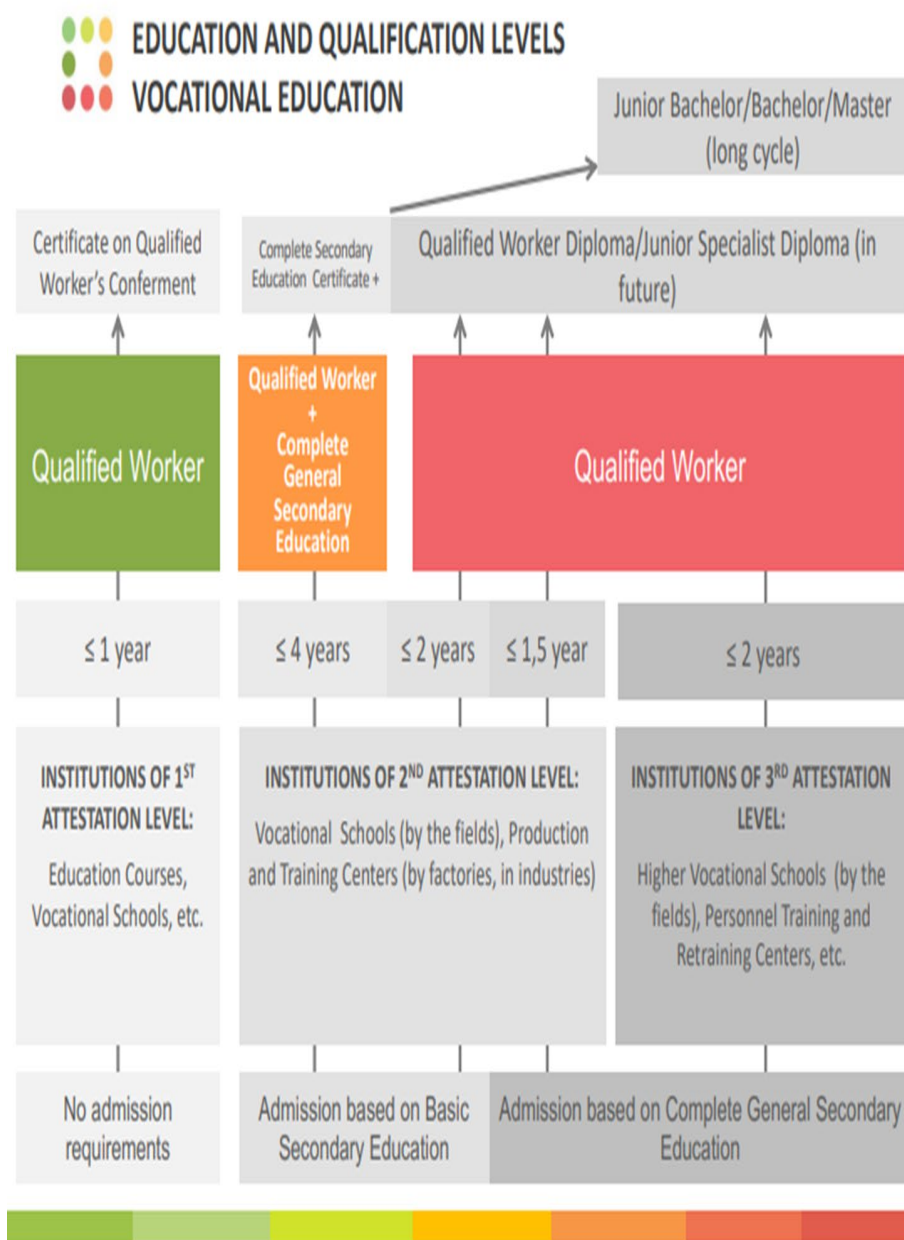 EDUCATION AND QUALIFICATION LEVELS
VOCATIONAL EDUCATION
Junior Bachelor/Bachelor/Master
(long cycle)
Certificate on Qualified
Worker's Conferment
Complete Secondary
Education Certificate +
Qualified Worker Diploma/Junior Specialist Diploma (in
future)
Qualified Worker
Qualified Worker
+
Complete
General
Secondary
Education
Qualified Worker
≤ 1 year
≤ 4 years
≤ 2 years
≤ 1,5 year
≤ 2 years
INSTITUTIONS OF 1ST
ATTESTATION LEVEL:
Education Courses,
Vocational Schools, etc.
INSTITUTIONS OF 2ND ATTESTATION LEVEL:
Vocational Schools (by the fields), Production
and Training Centers (by factories, in industries)
INSTITUTIONS OF 3RD ATTESTATION
LEVEL:
Higher Vocational Schools (by the
fields), Personnel Training and
Retraining Centers, etc.
No admission
requirements
Admission based on Basic
Secondary Education
Admission based on Complete General Secondary
Education